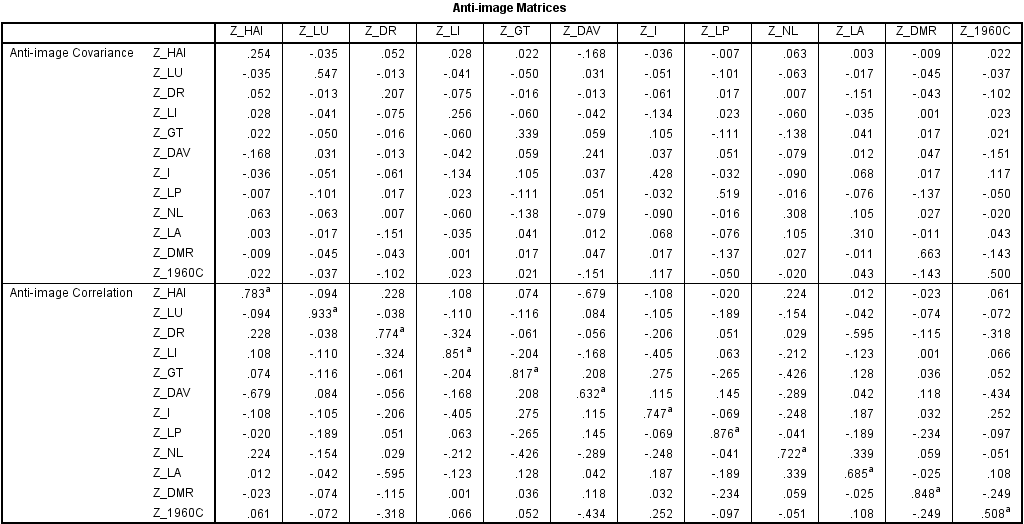 Anti-image Matrices
Z_HAI Z_LU Z_DR Z_LI Z_GT Z_DAV Z_I Z_LP Z_NL Z_LA Z_DMR Z_1960C
Anti-image Covariance Z_HAI .254 -.035 .052 .028 .022 -.168 -.036 -.007 .063 .003 -.009 .022
Z_LU -.035 .547 -.013 -.041 -.050 .031 -.051 -.101 -.063 -.017 -.045 -.037
Z_DR .052 -.013 .207 -.075 -.016 -.013 -.061 .017 .007 -.151 -.043 -.102
Z_LI .028 -.041 -.075 .256 -.060 -.042 -.134 .023 -.060 -.035 .001 .023
Z_GT .022 -.050 -.016 -.060 .339 .059 .105 -.111 -.138 .041 .017 .021
Z_DAV -.168 .031 -.013 -.042 .059 .241 .037 .051 -.079 .012 .047 -.151
Z_I -.036 -.051 -.061 -.134 .105 .037 .428 -.032 -.090 .068 .017 .117
Z_LP -.007 -.101 .017 .023 -.111 .051 -.032 .519 -.016 -.076 -.137 -.050
Z_NL .063 -.063 .007 -.060 -.138 -.079 -.090 -.016 .308 .105 .027 -.020
Z_LA .003 -.017 -.151 -.035 .041 .012 .068 -.076 .105 .310 -.011 .043
Z_DMR -.009 -.045 -.043 .001 .017 .047 .017 -.137 .027 -.011 .663 -.143
Z_1960C .022 -.037 -.102 .023 .021 -.151 .117 -.050 -.020 .043 -.143 .500
Anti-image Correlation Z_HAI .783a -.094 .228 .108 .074 -.679 -.108 -.020 .224 .012 -.023 .061
Z_LU -.094 .933a -.038 -.110 -.116 .084 -.105 -.189 -.154 -.042 -.074 -.072
Z_DR .228 -.038 .774a -.324 -.061 -.056 -.206 .051 .029 -.595 -.115 -.318
Z_LI .108 -.110 -.324 .851a -.204 -.168 -.405 .063 -.212 -.123 .001 .066
Z_GT .074 -.116 -.061 -.204 .817a .208 .275 -.265 -.426 .128 .036 .052
Z_DAV -.679 .084 -.056 -.168 .208 .632a .115 .145 -.289 .042 .118 -.434
Z_I -.108 -.105 -.206 -.405 .275 .115 .747a -.069 -.248 .187 .032 .252
Z_LP -.020 -.189 .051 .063 -.265 .145 -.069 .876a -.041 -.189 -.234 -.097
Z_NL .224 -.154 .029 -.212 -.426 -.289 -.248 -.041 .722a .339 .059 -.051
Z_LA .012 -.042 -.595 -.123 .128 .042 .187 -.189 .339 .685a -.025 .108
Z_DMR -.023 -.074 -.115 .001 .036 .118 .032 -.234 .059 -.025 .848a -.249
Z_1960C .061 -.072 -.318 .066 .052 -.434 .252 -.097 -.051 .108 -.249 .508a